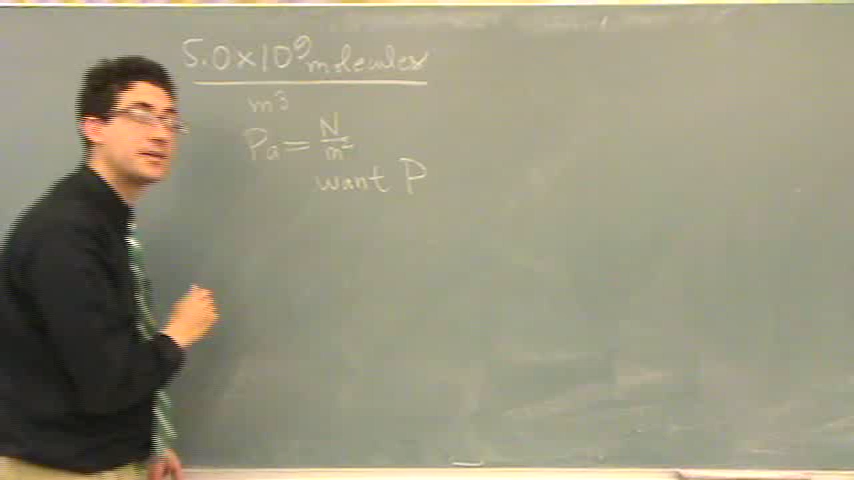 5.0×10⁹ molecules
m³
Pa = N/m²
want P